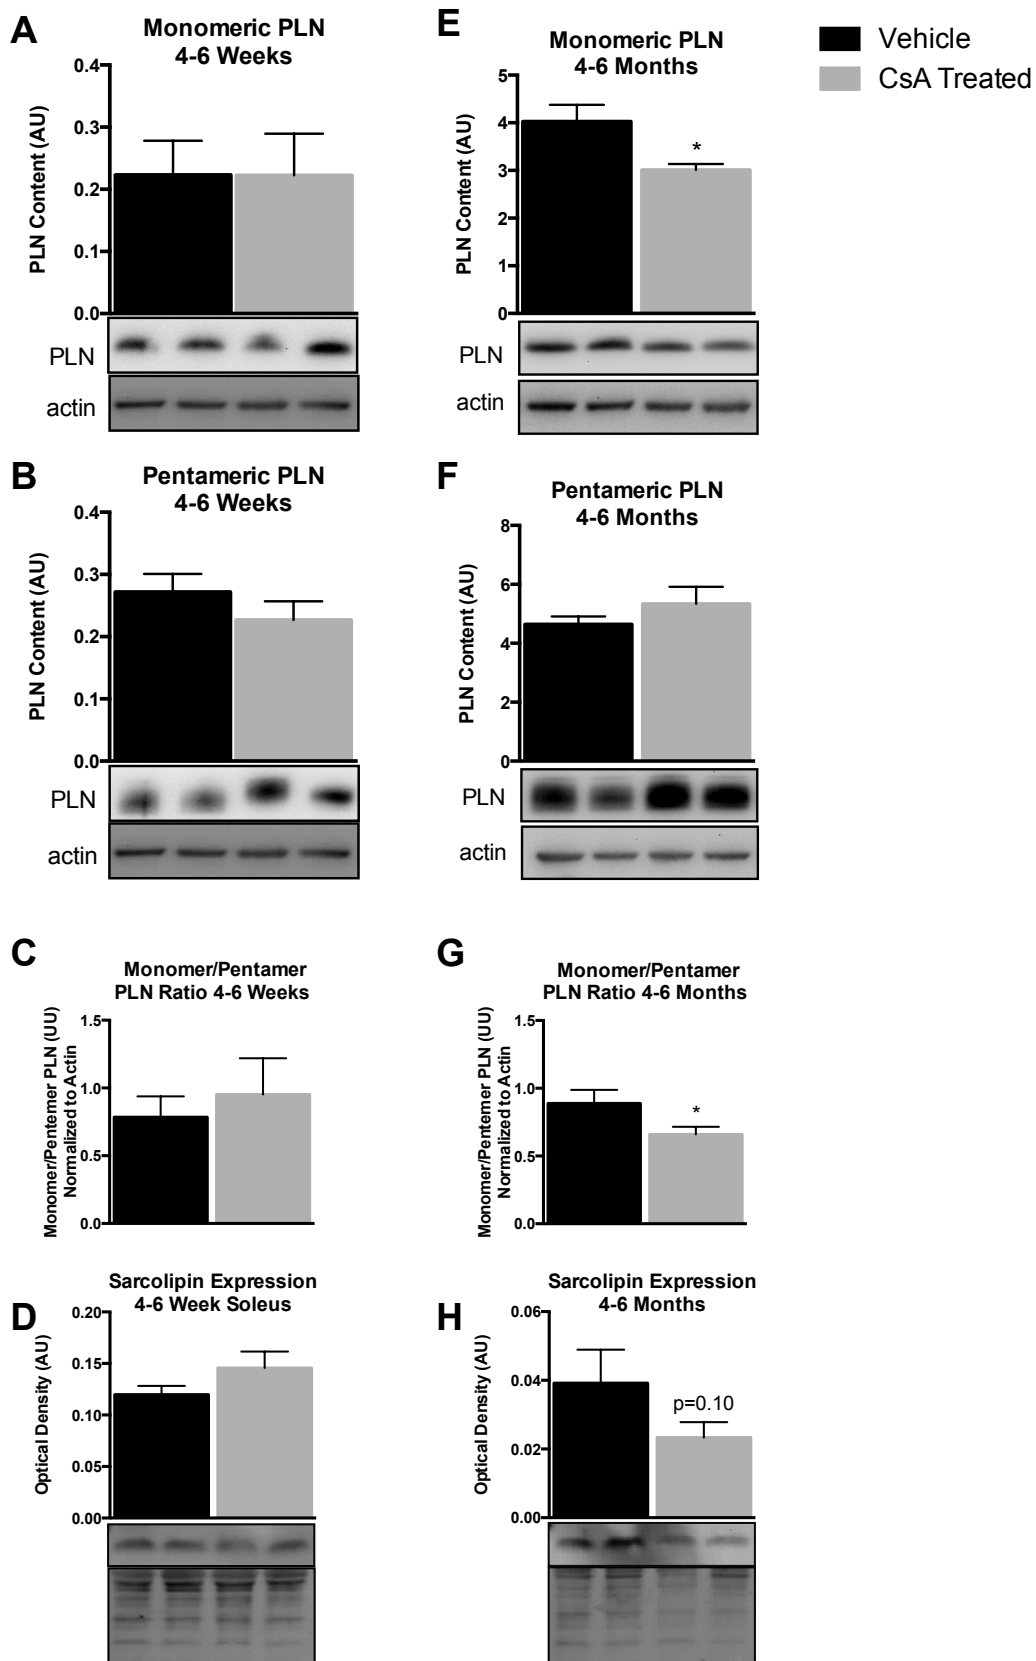 A
Monomeric PLN
4-6 Weeks
PLN Content (AU)
0.4
0.3
0.2
0.1
0.0
PLN
actin
B
Pentameric PLN
4-6 Weeks
PLN Content (AU)
0.4
0.3
0.2
0.1
0.0
PLN
actin
C
Monomer/Pentamer
PLN Ratio 4-6 Weeks
Monomer/Pentemer PLN (UU)
Normalized to Actin
1.5
1.0
0.5
0.0
D
Sarcolipin Expression
4-6 Week Soleus
Optical Density (AU)
0.20
0.15
0.10
0.05
0.00
E
Monomeric PLN
4-6 Months
PLN Content (AU)
5
4
3
2
1
0
*
PLN
actin
F
Pentameric PLN
4-6 Months
PLN Content (AU)
8
6
4
2
0
PLN
actin
G
Monomer/Pentamer
PLN Ratio 4-6 Months
Monomer/Pentemer PLN (UU)
Normalized to Actin
1.5
1.0
0.5
0.0
*
H
Sarcolipin Expression
4-6 Months
Optical Density (AU)
0.06
0.04
0.02
0.00
p=0.10
Vehicle
CsA Treated